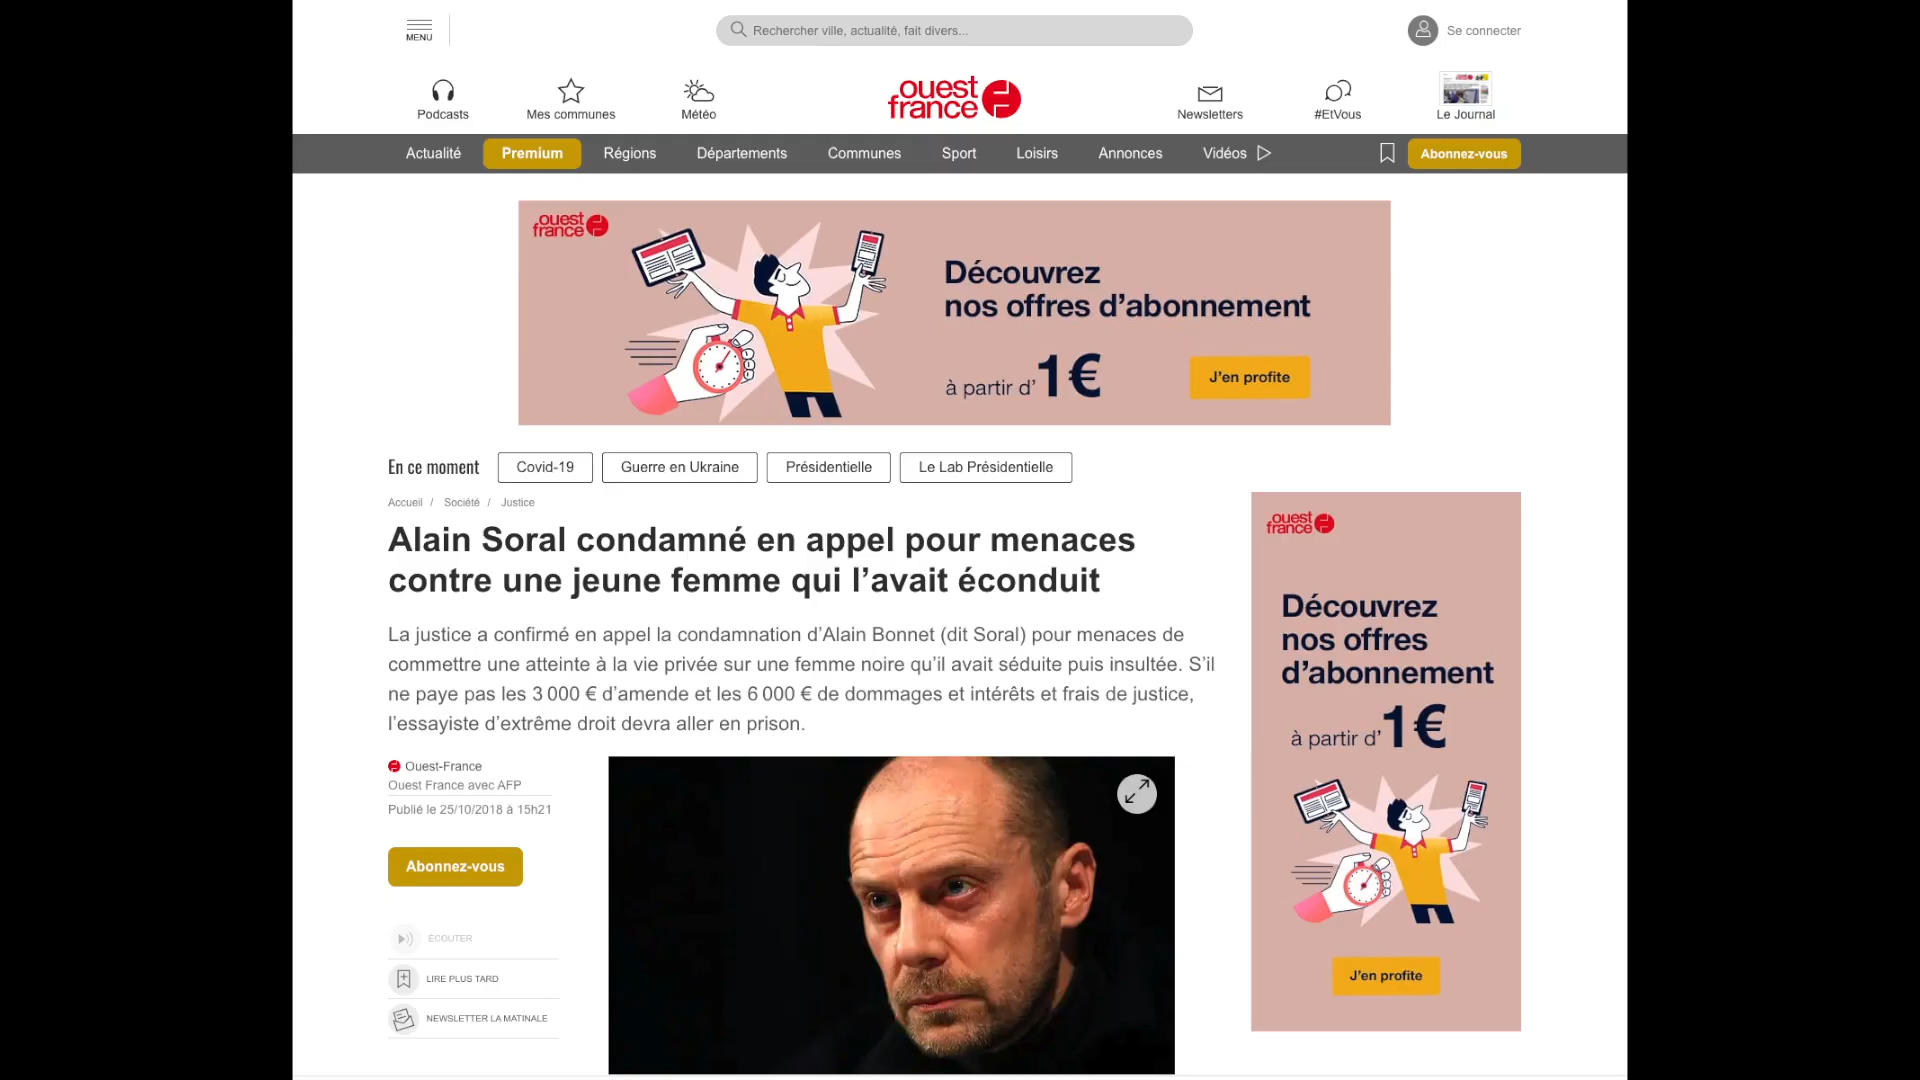 MENU
Rechercher ville, actualité, fait divers...
Se connecter
Podcasts
Mes communes
Météo
ouest
france
Newsletters
#EtVous
Le Journal
Actualité
Premium
Régions
Départements
Communes
Sport
Loisirs
Annonces
Vidéos
Abonnez-vous
ouest
france
Découvrez
nos offres d’abonnement
à partir d’1€
J’en profite
En ce moment
Covid-19
Guerre en Ukraine
Présidentielle
Le Lab Présidentielle
Accueil / Société / Justice
Alain Soral condamné en appel pour menaces
contre une jeune femme qui l’avait éconduit
La justice a confirmé en appel la condamnation d’Alain Bonnet (dit Soral) pour menaces de
commettre une atteinte à la vie privée sur une femme noire qu’il avait séduite puis insultée. S’il
ne paye pas les 3 000 € d’amende et les 6 000 € de dommages et intérêts et frais de justice,
l’essayiste d’extrême droit devra aller en prison.
Ouest-France
Ouest France avec AFP
Publié le 25/10/2018 à 15h21
Abonnez-vous
ÉCOUTER
LIRE PLUS TARD
NEWSLETTER LA MATINALE
ouest
france
Découvrez
nos offres
d’abonnement
à partir d’1€
J’en profite